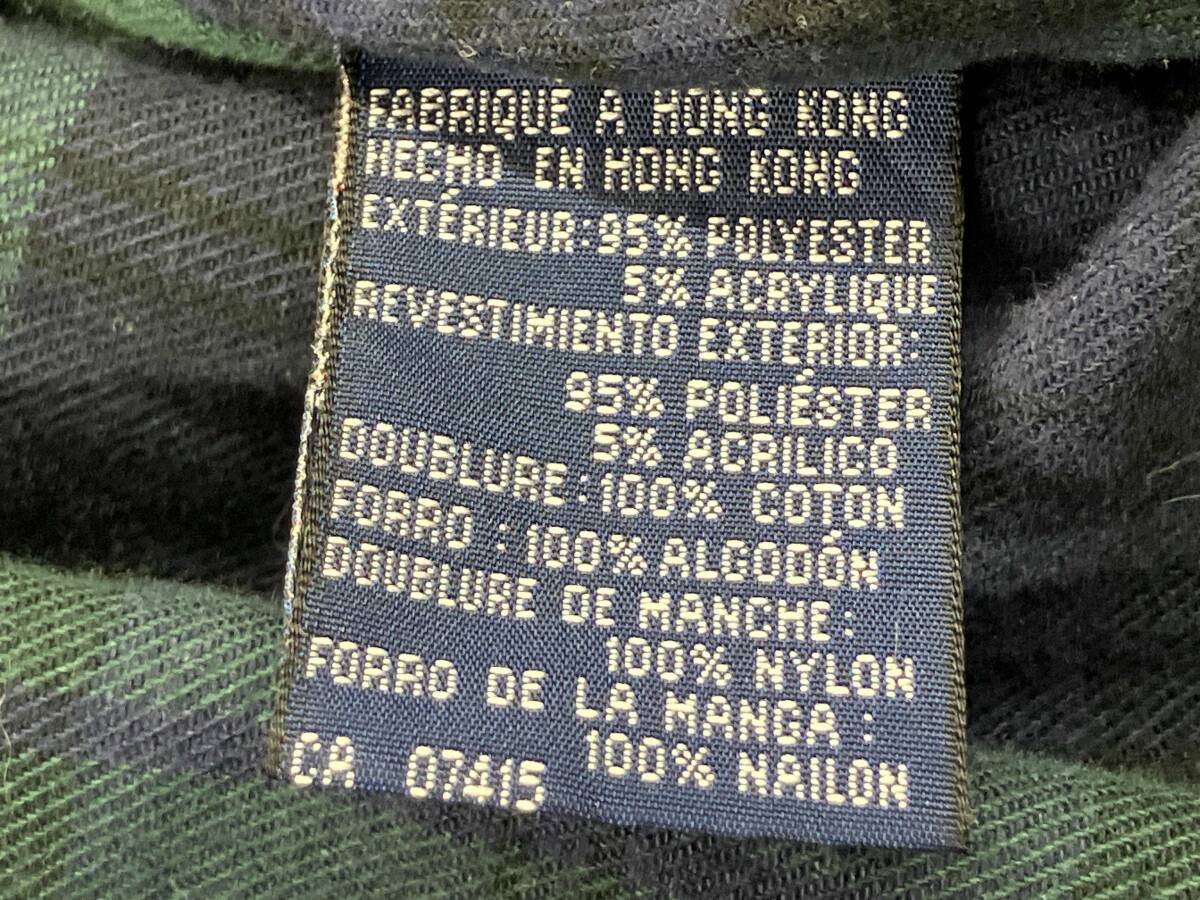 FABRIQUE A HONG KONG
HECHO EN HONG KONG
EXTÉRIEUR:95% POLYESTER
5% ACRYLIQUE
REVESTIMIENTO EXTÉRIOR:
95% POLIÉSTER
5% ACRILICO
DOUBLURE:100% COTON
FORRO :100% ALGODÓN
DOUBLURE DE MANCHE:
100% NYLON
FORRO DE LA MANGA :
100% NAILON
CA 07415